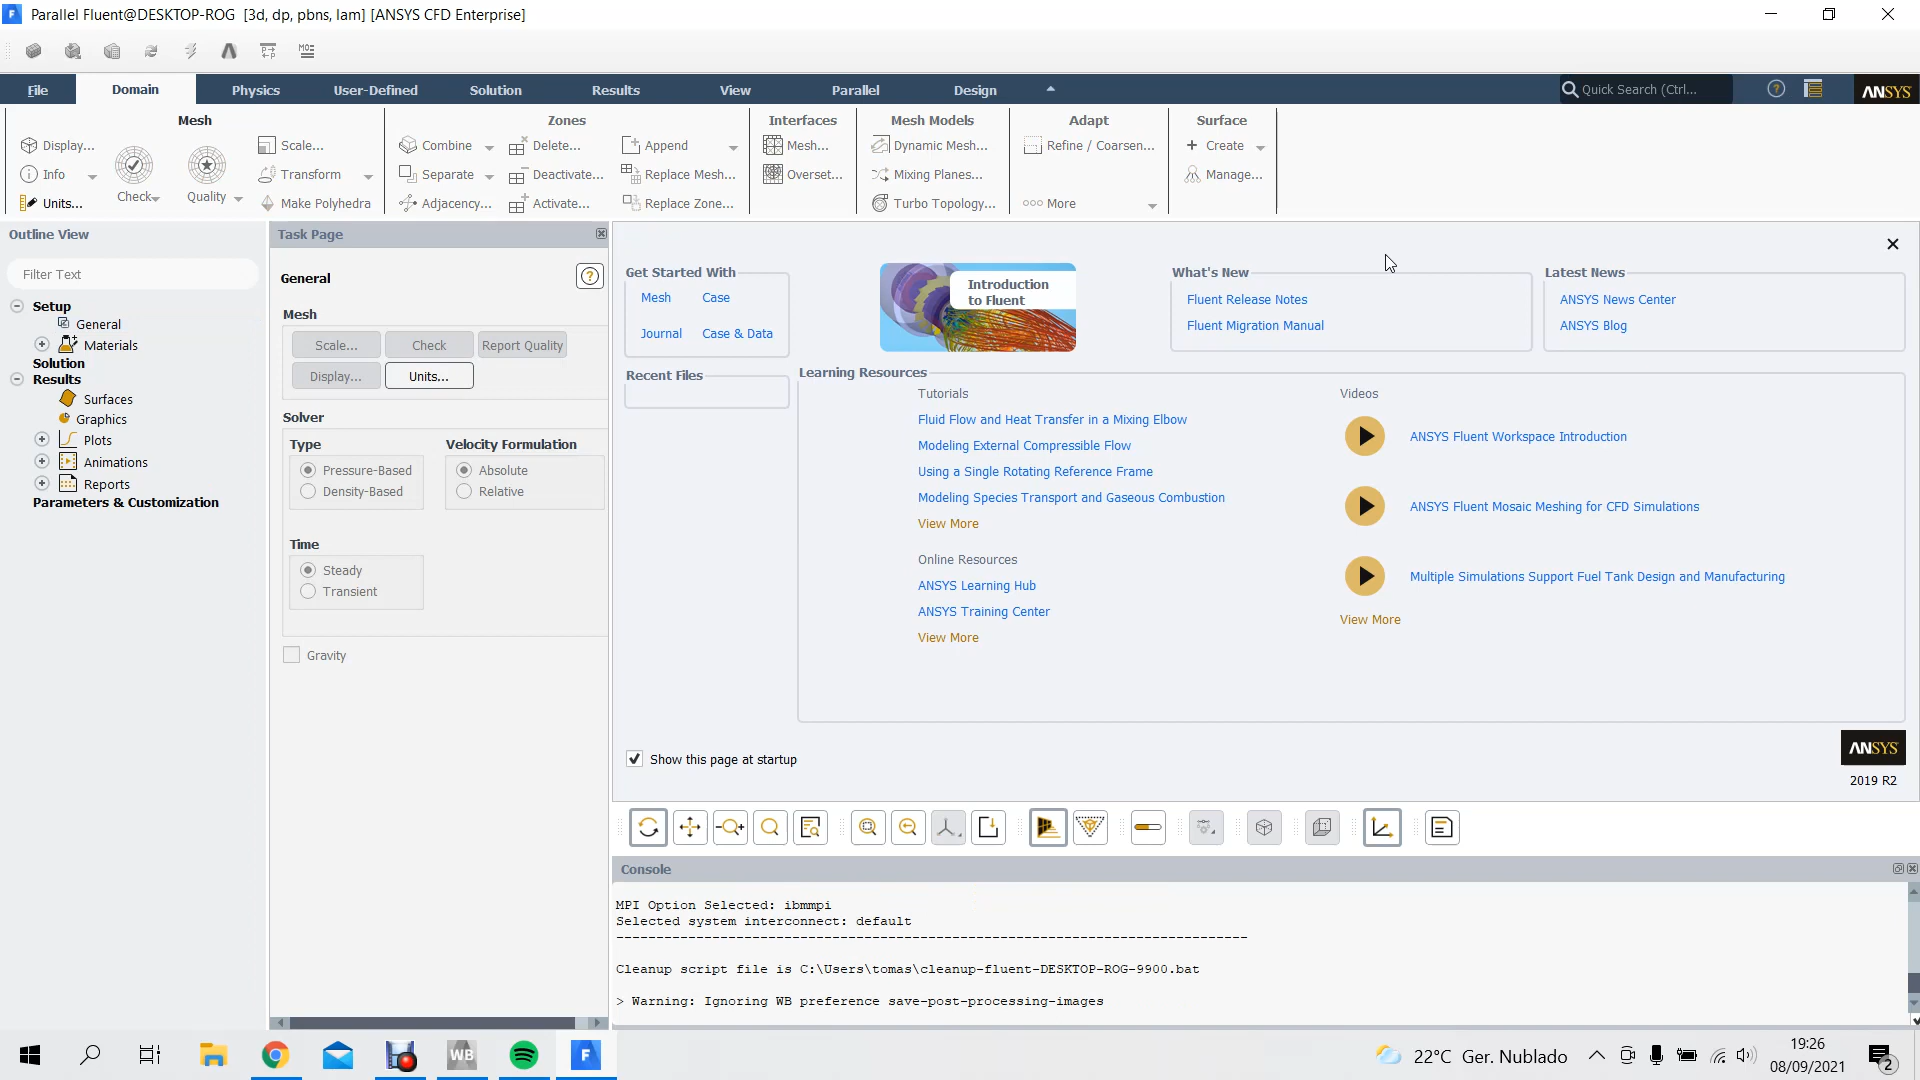 Parallel Fluent@DESKTOP-ROG [3d, dp, pbns, lam] [ANSYS CFD Enterprise]
File Domain Physics User-Defined Solution Results View Parallel Design Quick Search (Ctrl... ANSYS
Mesh
Display...
Info
Units...
Check
Quality
Scale...
Transform
Make Polyhedra
Zones
Combine
Separate
Adjacency...
Delete...
Deactivate...
Activate...
Append
Replace Mesh...
Replace Zone...
Interfaces
Mesh...
Overset...
Mesh Models
Dynamic Mesh...
Mixing Planes...
Turbo Topology...
Adapt
Refine / Coarsen...
More
Surface
Create
Manage...
Outline View
Filter Text
Setup
General
Materials
Solution
Results
Surfaces
Graphics
Plots
Animations
Reports
Parameters & Customization
Task Page
General
Mesh
Scale... Check Report Quality
Display... Units...
Solver
Type
Pressure-Based
Density-Based
Velocity Formulation
Absolute
Relative
Time
Steady
Transient
Gravity
Get Started With
Mesh Case
Journal Case & Data
Recent Files
Introduction
to Fluent
What's New
Fluent Release Notes
Fluent Migration Manual
Latest News
ANSYS News Center
ANSYS Blog
Learning Resources
Tutorials
Fluid Flow and Heat Transfer in a Mixing Elbow
Modeling External Compressible Flow
Using a Single Rotating Reference Frame
Modeling Species Transport and Gaseous Combustion
View More
Online Resources
ANSYS Learning Hub
ANSYS Training Center
View More
Videos
ANSYS Fluent Workspace Introduction
ANSYS Fluent Mosaic Meshing for CFD Simulations
Multiple Simulations Support Fuel Tank Design and Manufacturing
View More
Show this page at startup
ANSYS
2019 R2
Console
MPI Option Selected: ibmmpi
Selected system interconnect: default
Cleanup script file is C:\Users\tomas\cleanup-fluent-DESKTOP-ROG-9900.bat
> Warning: Ignoring WB preference save-post-processing-images
WB
F
22°C Ger. Nublado
19:26
08/09/2021
2